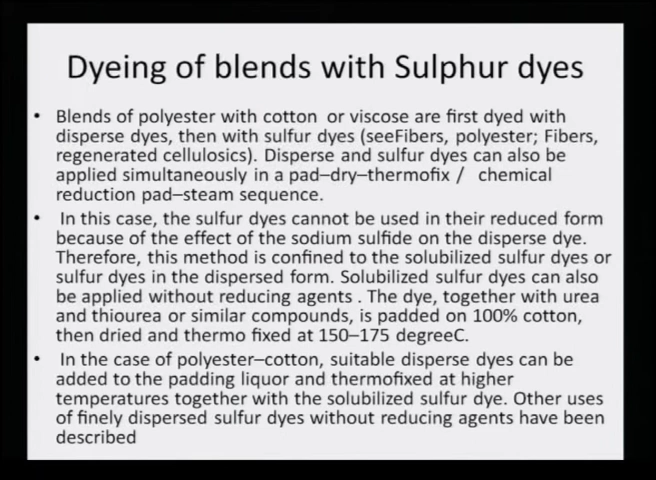 Dyeing of blends with Sulphur dyes
• Blends of polyester with cotton or viscose are first dyed with
disperse dyes, then with sulfur dyes (seeFibers, polyester; Fibers,
regenerated cellulosics). Disperse and sulfur dyes can also be
applied simultaneously in a pad–dry–thermofix / chemical
reduction pad–steam sequence.
• In this case, the sulfur dyes cannot be used in their reduced form
because of the effect of the sodium sulfide on the disperse dye.
Therefore, this method is confined to the solubilized sulfur dyes or
sulfur dyes in the dispersed form. Solubilized sulfur dyes can also
be applied without reducing agents . The dye, together with urea
and thiourea or similar compounds, is padded on 100% cotton,
then dried and thermo fixed at 150–175 degreeC.
• In the case of polyester–cotton, suitable disperse dyes can be
added to the padding liquor and thermofixed at higher
temperatures together with the solubilized sulfur dye. Other uses
of finely dispersed sulfur dyes without reducing agents have been
described